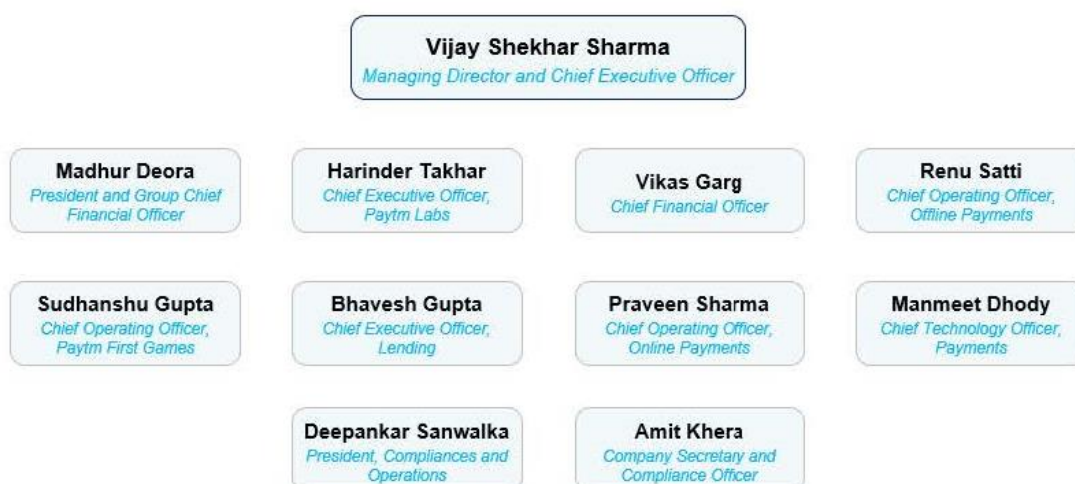 Vijay Shekhar Sharma
Managing Director and Chief Executive Officer
Madhur Deora
President and Group Chief
Financial Officer
Harinder Takhar
Chief Executive Officer,
Paytm Labs
Vikas Garg
Chief Financial Officer
Renu Satti
Chief Operating Officer,
Offline Payments
Sudhanshu Gupta
Chief Operating Officer,
Paytm First Games
Bhavesh Gupta
Chief Executive Officer,
Lending
Praveen Sharma
Chief Operating Officer,
Online Payments
Manmeet Dhody
Chief Technology Officer,
Payments
Deepankar Sanwalka
President, Compliances and
Operations
Amit Khera
Company Secretary and
Compliance Officer